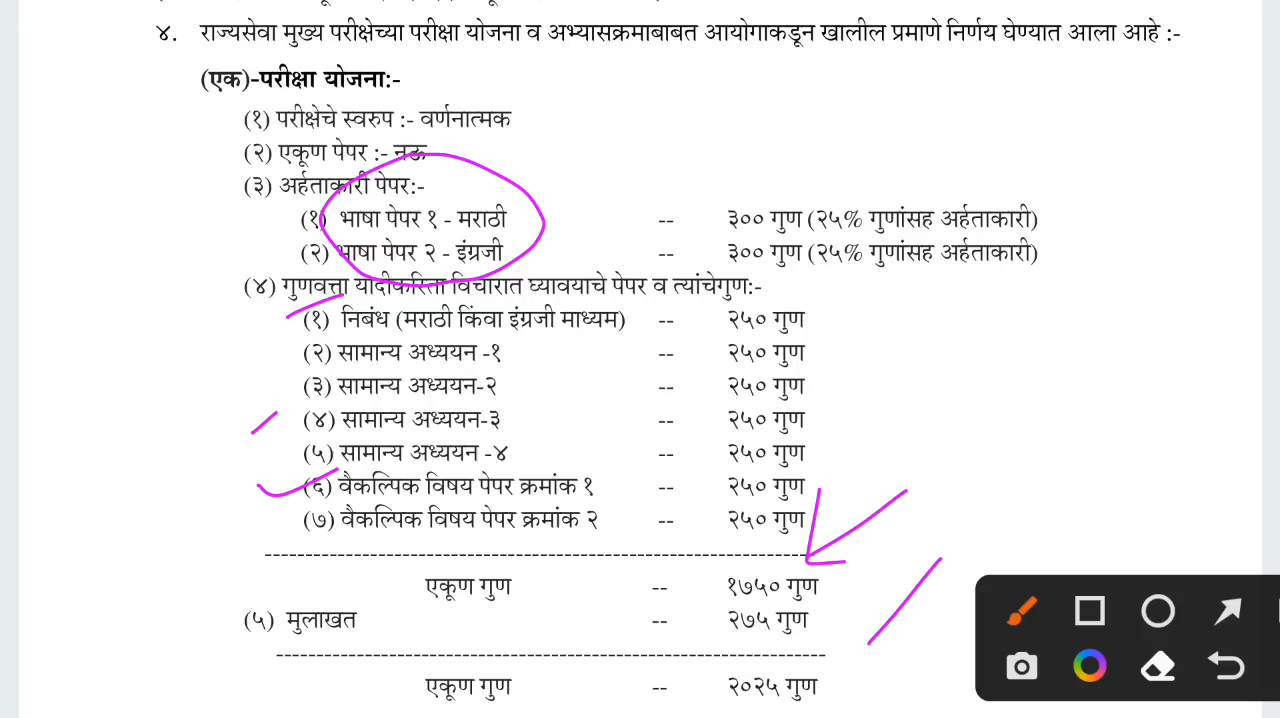 ४. राज्यसेवा मुख्य परीक्षेच्या परीक्षा योजना व अभ्यासक्रमाबाबत आयोगाकडून खालील प्रमाणे निर्णय घेण्यात आला आहे :-
(एक)-परीक्षा योजना:-
(१) परीक्षेचे स्वरुप :- वर्णनात्मक
(२) एकूण पेपर :- नऊ
(३) अर्हताकारी पेपर:-
(१) भाषा पेपर १ - मराठी -- ३०० गुण (२५% गुणांसह अर्हताकारी)
(२) भाषा पेपर २ - इंग्रजी -- ३०० गुण (२५% गुणांसह अर्हताकारी)
(४) गुणवत्ता यादीकरिता विचारात घ्यावयाचे पेपर व त्यांचेगुण:-
(१) निबंध (मराठी किंवा इंग्रजी माध्यम) -- २५० गुण
(२) सामान्य अध्ययन -१ -- २५० गुण
(३) सामान्य अध्ययन-२ -- २५० गुण
(४) सामान्य अध्ययन-३ -- २५० गुण
(५) सामान्य अध्ययन -४ -- २५० गुण
(६) वैकल्पिक विषय पेपर क्रमांक १ -- २५० गुण
(७) वैकल्पिक विषय पेपर क्रमांक २ -- २५० गुण
एकूण गुण -- १७५० गुण
(५) मुलाखत -- २७५ गुण
एकूण गुण -- २०२५ गुण